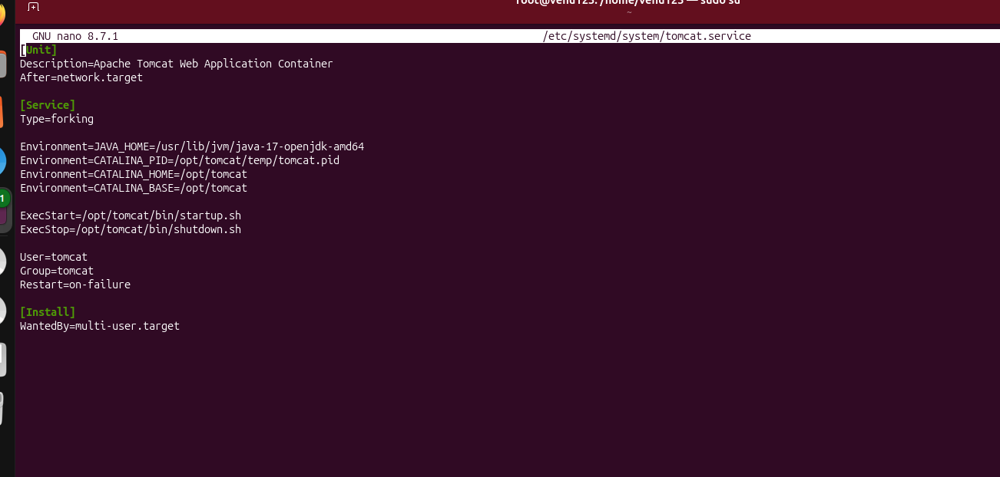 root@venu123: /home/venu123 — sudo su
~
GNU nano 8.7.1 /etc/systemd/system/tomcat.service
[Unit]
Description=Apache Tomcat Web Application Container
After=network.target
[Service]
Type=forking
Environment=JAVA_HOME=/usr/lib/jvm/java-17-openjdk-amd64
Environment=CATALINA_PID=/opt/tomcat/temp/tomcat.pid
Environment=CATALINA_HOME=/opt/tomcat
Environment=CATALINA_BASE=/opt/tomcat
ExecStart=/opt/tomcat/bin/startup.sh
ExecStop=/opt/tomcat/bin/shutdown.sh
User=tomcat
Group=tomcat
Restart=on-failure
[Install]
WantedBy=multi-user.target
1